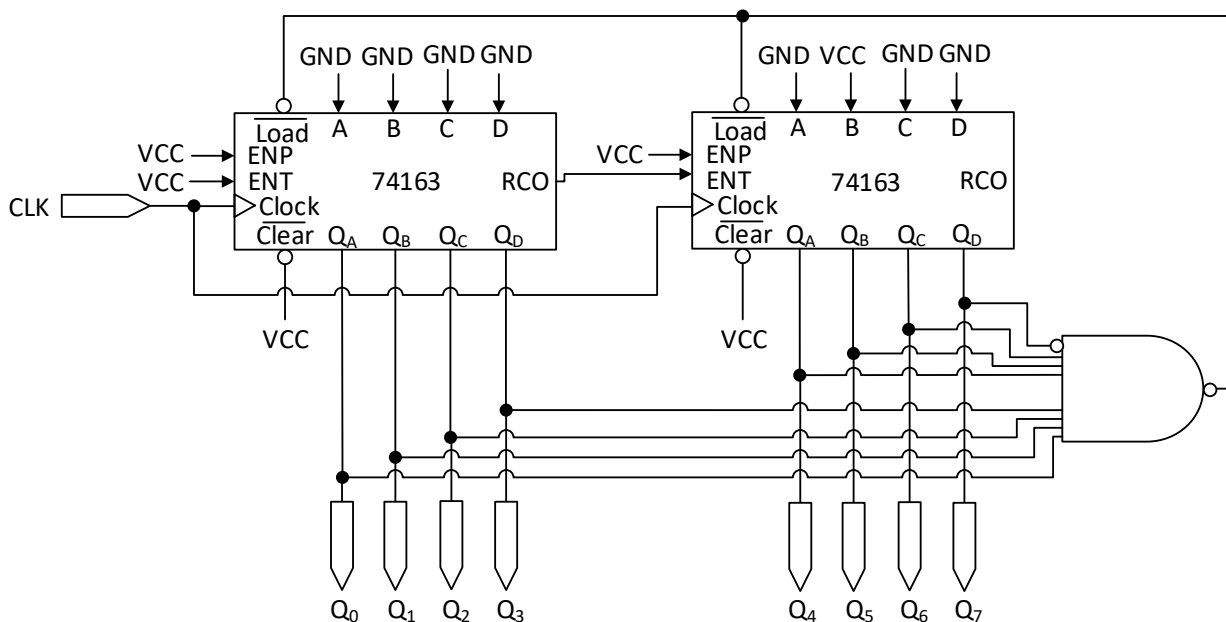 GND GND GND GND
GND VCC GND GND
Load A B C D
Load A B C D
VCC ENP
VCC ENT 74163 RCO
VCC ENP
ENT 74163 RCO
CLK
Clock
Clock
Clear QA QB QC QD
Clear QA QB QC QD
VCC
VCC
Q0 Q1 Q2 Q3
Q4 Q5 Q6 Q7